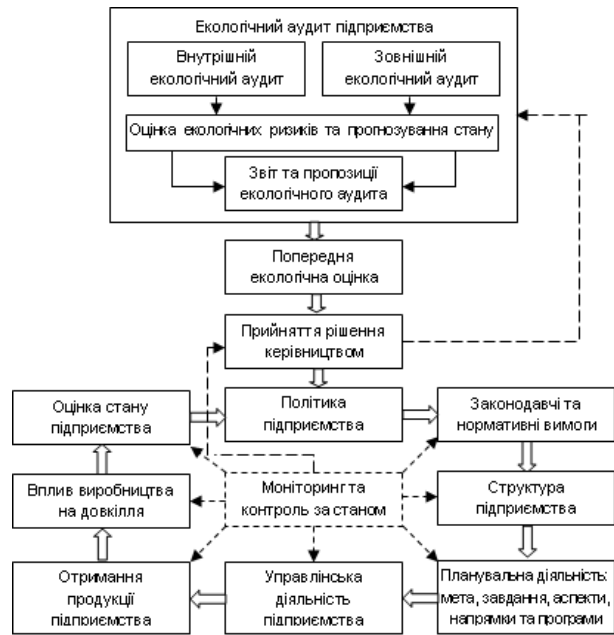 Екологічний аудит підприємства
Внутрішній
екологічний аудит
Зовнішній
екологічний аудит
Оцінка екологічних ризиків та прогнозування стану
Звіт та пропозиції
екологічного аудита
Попередня
екологічна оцінка
Прийняття рішення
керівництвом
Оцінка стану
підприємства
Політика
підприємства
Законодавчі та
нормативні вимоги
Вплив виробництва
на довкілля
Моніторинг та
контроль за станом
Структура
підприємства
Отримання
продукції
підприємства
Управлінська
діяльність
підприємства
Планувальна діяльність:
мета, завдання, аспекти,
напрямки та програми